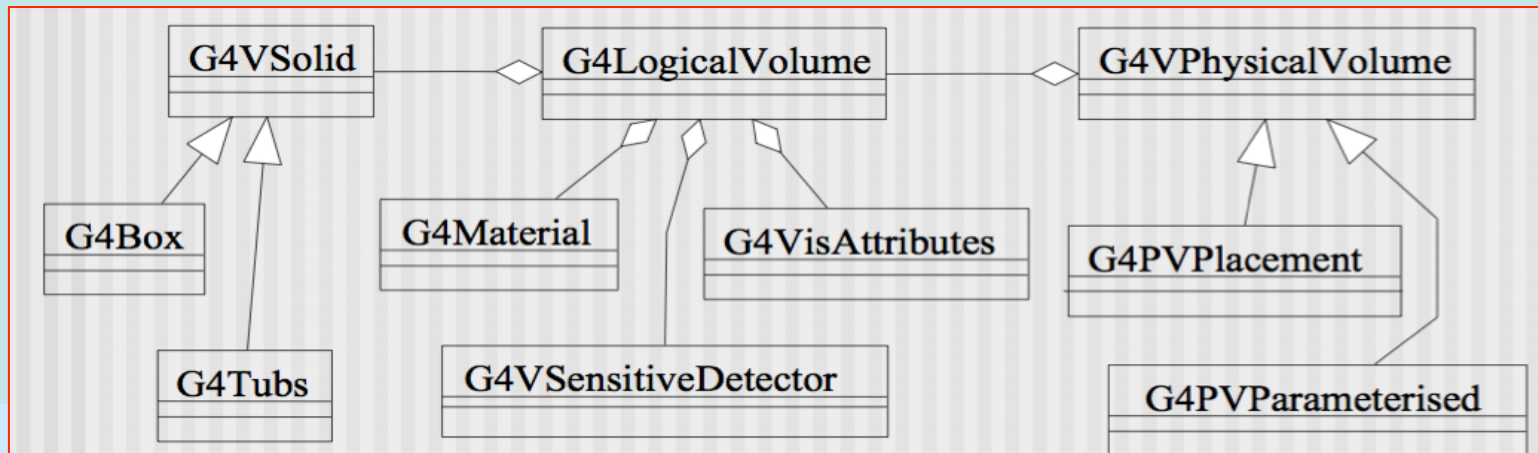 G4VSolid
G4LogicalVolume
G4VPhysicalVolume
G4Box
G4Material
G4VisAttributes
G4PVPlacement
G4Tubs
G4VSensitiveDetector
G4PVParameterised